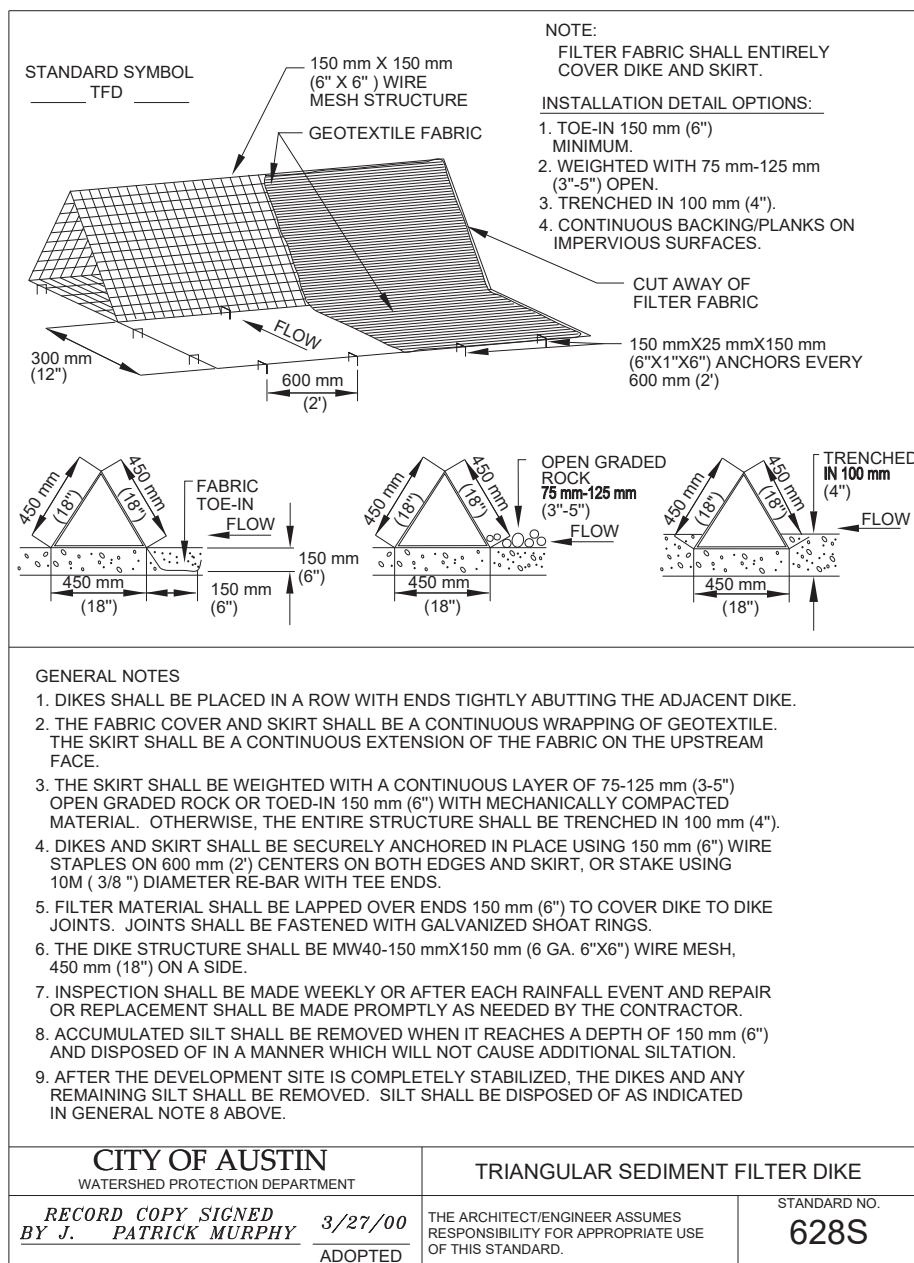 STANDARD SYMBOL
TFD
150 mm X 150 mm
(6" X 6" ) WIRE
MESH STRUCTURE
GEOTEXTILE FABRIC
NOTE:
FILTER FABRIC SHALL ENTIRELY
COVER DIKE AND SKIRT.
INSTALLATION DETAIL OPTIONS:
1. TOE-IN 150 mm (6")
MINIMUM.
2. WEIGHTED WITH 75 mm-125 mm
(3"-5") OPEN.
3. TRENCHED IN 100 mm (4").
4. CONTINUOUS BACKING/PLANKS ON
IMPERVIOUS SURFACES.
CUT AWAY OF
FILTER FABRIC
150 mmX25 mmX150 mm
(6"X1"X6") ANCHORS EVERY
600 mm (2')
FLOW
300 mm
(12")
600 mm
(2')
450 mm
(18")
450 mm
(18")
FABRIC
TOE-IN
FLOW
150 mm
(6")
450 mm
(18")
150 mm
(6")
450 mm
(18")
450 mm
(18")
OPEN GRADED
ROCK
75 mm-125 mm
(3"-5")
FLOW
450 mm
(18")
450 mm
(18")
450 mm
(18")
TRENCHED
IN 100 mm
(4")
FLOW
450 mm
(18")
GENERAL NOTES
1. DIKES SHALL BE PLACED IN A ROW WITH ENDS TIGHTLY ABUTTING THE ADJACENT DIKE.
2. THE FABRIC COVER AND SKIRT SHALL BE A CONTINUOUS WRAPPING OF GEOTEXTILE.
THE SKIRT SHALL BE A CONTINUOUS EXTENSION OF THE FABRIC ON THE UPSTREAM
FACE.
3. THE SKIRT SHALL BE WEIGHTED WITH A CONTINUOUS LAYER OF 75-125 mm (3-5")
OPEN GRADED ROCK OR TOED-IN 150 mm (6") WITH MECHANICALLY COMPACTED
MATERIAL. OTHERWISE, THE ENTIRE STRUCTURE SHALL BE TRENCHED IN 100 mm (4").
4. DIKES AND SKIRT SHALL BE SECURELY ANCHORED IN PLACE USING 150 mm (6") WIRE
STAPLES ON 600 mm (2') CENTERS ON BOTH EDGES AND SKIRT, OR STAKE USING
10M ( 3/8 ") DIAMETER RE-BAR WITH TEE ENDS.
5. FILTER MATERIAL SHALL BE LAPPED OVER ENDS 150 mm (6") TO COVER DIKE TO DIKE
JOINTS. JOINTS SHALL BE FASTENED WITH GALVANIZED SHOAT RINGS.
6. THE DIKE STRUCTURE SHALL BE MW40-150 mmX150 mm (6 GA. 6"X6") WIRE MESH,
450 mm (18") ON A SIDE.
7. INSPECTION SHALL BE MADE WEEKLY OR AFTER EACH RAINFALL EVENT AND REPAIR
OR REPLACEMENT SHALL BE MADE PROMPTLY AS NEEDED BY THE CONTRACTOR.
8. ACCUMULATED SILT SHALL BE REMOVED WHEN IT REACHES A DEPTH OF 150 mm (6")
AND DISPOSED OF IN A MANNER WHICH WILL NOT CAUSE ADDITIONAL SILTATION.
9. AFTER THE DEVELOPMENT SITE IS COMPLETELY STABILIZED, THE DIKES AND ANY
REMAINING SILT SHALL BE REMOVED. SILT SHALL BE DISPOSED OF AS INDICATED
IN GENERAL NOTE 8 ABOVE.
CITY OF AUSTIN
WATERSHED PROTECTION DEPARTMENT
TRIANGULAR SEDIMENT FILTER DIKE
RECORD COPY SIGNED
BY J. PATRICK MURPHY
3/27/00
ADOPTED
THE ARCHITECT/ENGINEER ASSUMES
RESPONSIBILITY FOR APPROPRIATE USE
OF THIS STANDARD.
STANDARD NO.
628S